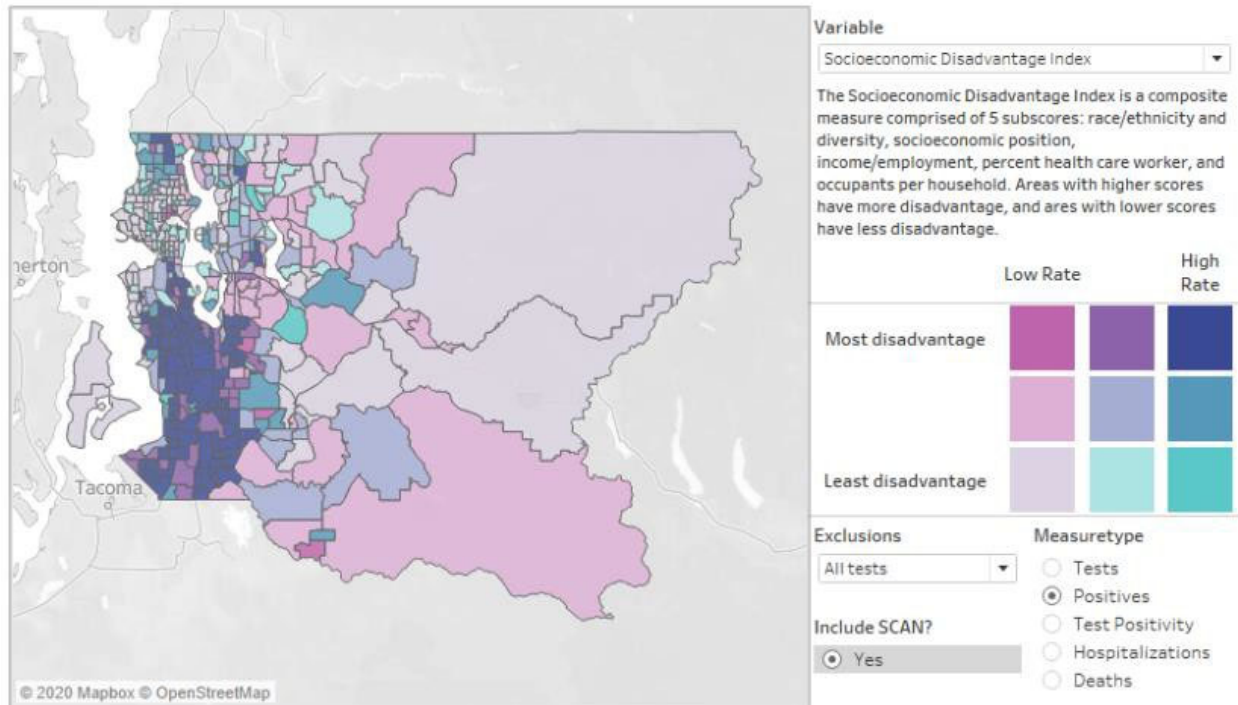 Variable
Socioeconomic Disadvantage Index
The Socioeconomic Disadvantage Index is a composite
measure comprised of 5 subscores: race/ethnicity and
diversity, socioeconomic position,
income/employment, percent health care worker, and
occupants per household. Areas with higher scores
have more disadvantage, and ares with lower scores
have less disadvantage.
Low Rate
High
Rate
Most disadvantage
Least disadvantage
Exclusions
All tests
Include SCAN?
Yes
Measuretype
Tests
Positives
Test Positivity
Hospitalizations
Deaths
herton
Tacoma
© 2020 Mapbox © OpenStreetMap